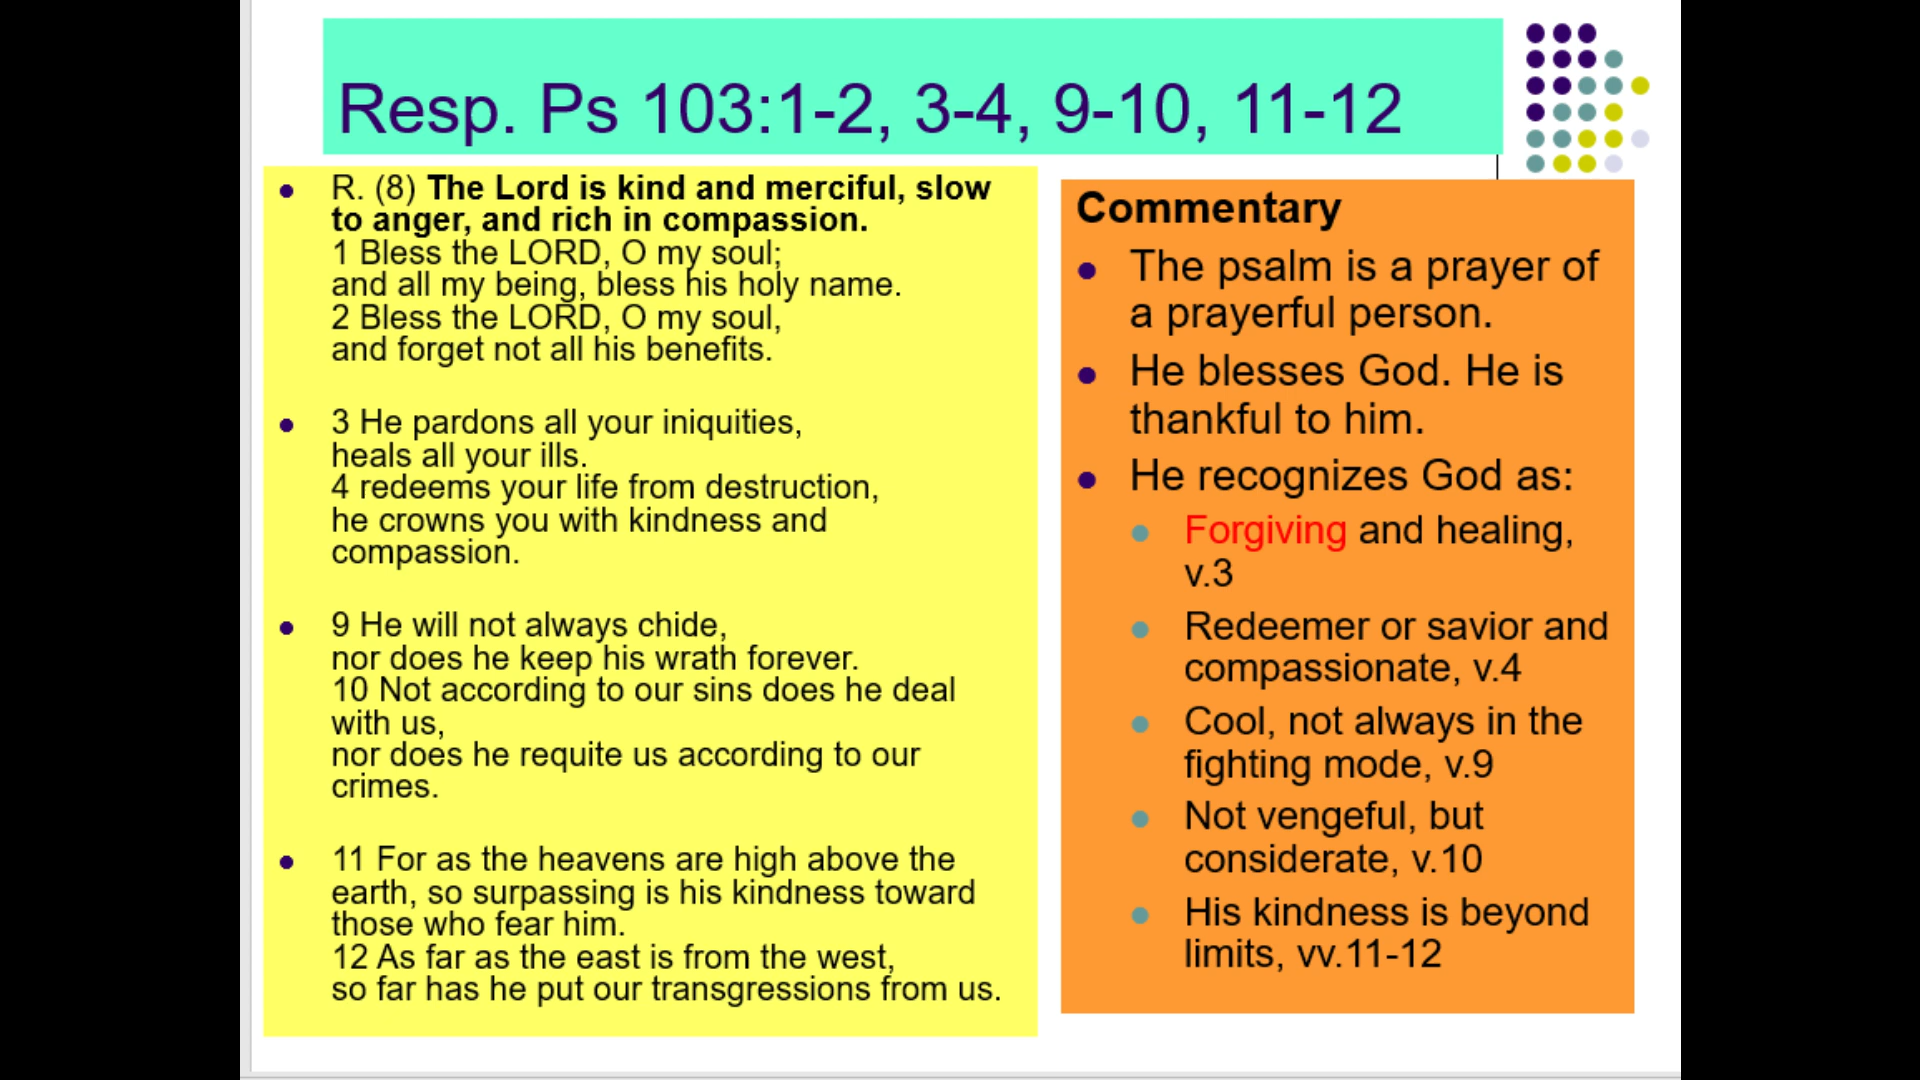 Resp. Ps 103:1-2, 3-4, 9-10, 11-12
R. (8) The Lord is kind and merciful, slow
to anger, and rich in compassion.
1 Bless the LORD, O my soul;
and all my being, bless his holy name.
2 Bless the LORD, O my soul,
and forget not all his benefits.
3 He pardons all your iniquities,
heals all your ills.
4 redeems your life from destruction,
he crowns you with kindness and
compassion.
9 He will not always chide,
nor does he keep his wrath forever.
10 Not according to our sins does he deal
with us,
nor does he requite us according to our
crimes.
11 For as the heavens are high above the
earth, so surpassing is his kindness toward
those who fear him.
12 As far as the east is from the west,
so far has he put our transgressions from us.
Commentary
The psalm is a prayer of
a prayerful person.
He blesses God. He is
thankful to him.
He recognizes God as:
Forgiving and healing,
v.3
Redeemer or savior and
compassionate, v.4
Cool, not always in the
fighting mode, v.9
Not vengeful, but
considerate, v.10
His kindness is beyond
limits, vv.11-12